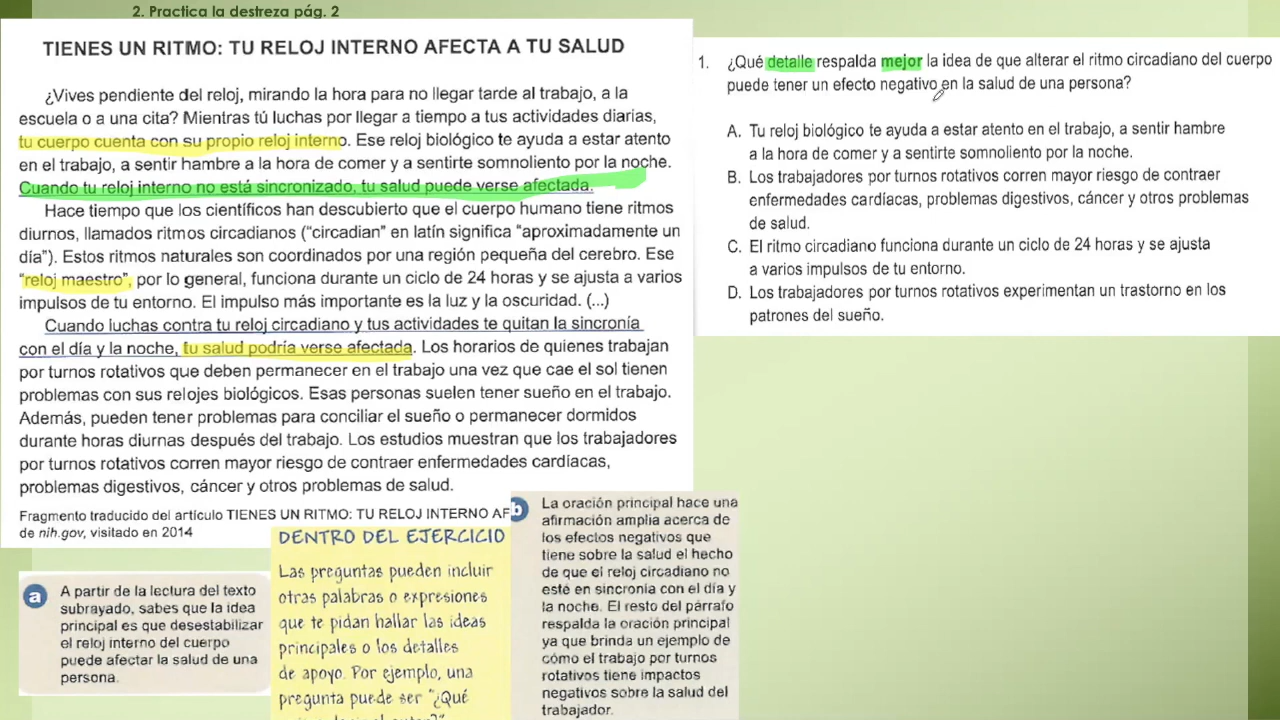 2. Practica la destreza pág. 2
TIENES UN RITMO: TU RELOJ INTERNO AFECTA A TU SALUD
¿Vives pendiente del reloj, mirando la hora para no llegar tarde al trabajo, a la
escuela o a una cita? Mientras tú luchas por llegar a tiempo a tus actividades diarias,
tu cuerpo cuenta con su propio reloj interno. Ese reloj biológico te ayuda a estar atento
en el trabajo, a sentir hambre a la hora de comer y a sentirte somnoliento por la noche.
Cuando tu reloj interno no está sincronizado, tu salud puede verse afectada.
Hace tiempo que los científicos han descubierto que el cuerpo humano tiene ritmos
diurnos, llamados ritmos circadianos (“circadian” en latín significa “aproximadamente un
día”). Estos ritmos naturales son coordinados por una región pequeña del cerebro. Ese
“reloj maestro”, por lo general, funciona durante un ciclo de 24 horas y se ajusta a varios
impulsos de tu entorno. El impulso más importante es la luz y la oscuridad. (...)
Cuando luchas contra tu reloj circadiano y tus actividades te quitan la sincronía
con el día y la noche, tu salud podría verse afectada. Los horarios de quienes trabajan
por turnos rotativos que deben permanecer en el trabajo una vez que cae el sol tienen
problemas con sus relojes biológicos. Esas personas suelen tener sueño en el trabajo.
Además, pueden tener problemas para conciliar el sueño o permanecer dormidos
durante horas diurnas después del trabajo. Los estudios muestran que los trabajadores
por turnos rotativos corren mayor riesgo de contraer enfermedades cardíacas,
problemas digestivos, cáncer y otros problemas de salud.
Fragmento traducido del artículo TIENES UN RITMO: TU RELOJ INTERNO AF
de nih.gov, visitado en 2014
1. ¿Qué detalle respalda mejor la idea de que alterar el ritmo circadiano del cuerpo
puede tener un efecto negativo en la salud de una persona?
A. Tu reloj biológico te ayuda a estar atento en el trabajo, a sentir hambre
a la hora de comer y a sentirte somnoliento por la noche.
B. Los trabajadores por turnos rotativos corren mayor riesgo de contraer
enfermedades cardíacas, problemas digestivos, cáncer y otros problemas
de salud.
C. El ritmo circadiano funciona durante un ciclo de 24 horas y se ajusta
a varios impulsos de tu entorno.
D. Los trabajadores por turnos rotativos experimentan un trastorno en los
patrones del sueño.
a A partir de la lectura del texto
subrayado, sabes que la idea
principal es que desestabilizar
el reloj interno del cuerpo
puede afectar la salud de una
persona.
DENTRO DEL EJERCICIO
Las preguntas pueden incluir
otras palabras o expresiones
que te pidan hallar las ideas
principales o los detalles
de apoyo. Por ejemplo, una
pregunta puede ser “¿Qué
b La oración principal hace una
afirmación amplia acerca de
los efectos negativos que
tiene sobre la salud el hecho
de que el reloj circadiano no
esté en sincronía con el día y
la noche. El resto del párrafo
respalda la oración principal
ya que brinda un ejemplo de
cómo el trabajo por turnos
rotativos tiene impactos
negativos sobre la salud del
trabajador.